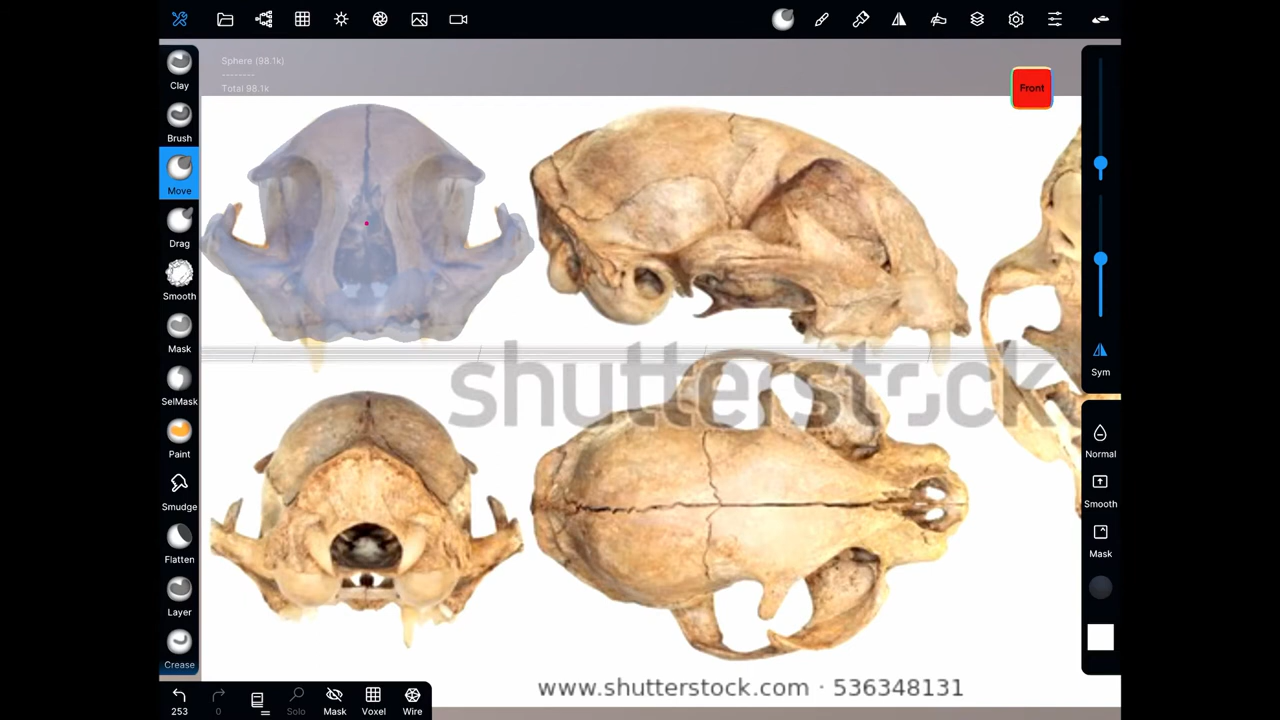 Sphere (98.1k)
--------
Total 98.1k
Front
Clay
Brush
Move
Drag
Smooth
Mask
SelMask
Paint
Smudge
Flatten
Layer
Crease
Sym
Normal
Smooth
Mask
shutterstock
www.shutterstock.com · 536348131
253
0
Solo
Mask
Voxel
Wire